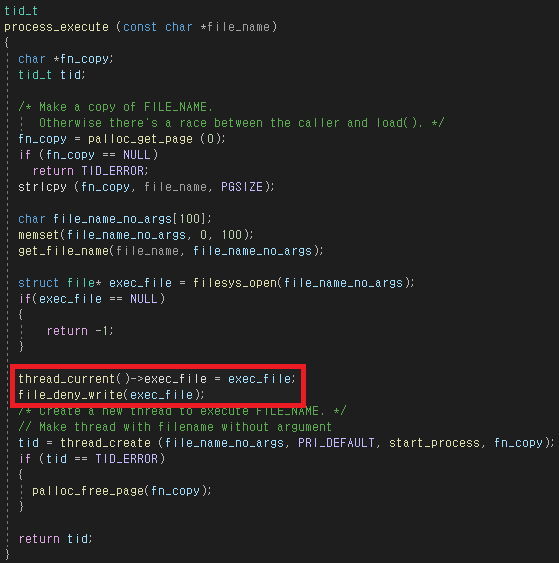 tid_t
process_execute (const char *file_name)
{
char *fn_copy;
tid_t tid;
/* Make a copy of FILE_NAME.
Otherwise there's a race between the caller and load(). */
fn_copy = palloc_get_page (0);
if (fn_copy == NULL)
return TID_ERROR;
strlcpy (fn_copy, file_name, PGSIZE);
char file_name_no_args[100];
memset(file_name_no_args, 0, 100);
get_file_name(file_name, file_name_no_args);
struct file* exec_file = filesys_open(file_name_no_args);
if(exec_file == NULL)
{
return -1;
}
thread_current()->exec_file = exec_file;
file_deny_write(exec_file);
/* Create a new thread to execute FILE_NAME. */
// Make thread with filename without argument
tid = thread_create (file_name_no_args, PRI_DEFAULT, start_process, fn_copy);
if (tid == TID_ERROR)
{
palloc_free_page(fn_copy);
}
return tid;
}